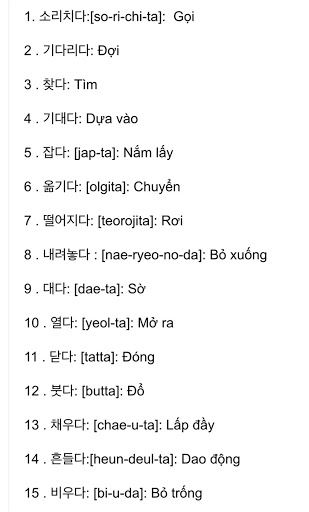 1. 소리치다:[so-ri-chi-ta]: Gọi
2 . 기다리다: Đợi
3 . 찾다: Tìm
4 . 기대다: Dựa vào
5 . 잡다: [jap-ta]: Nắm lấy
6 . 옮기다: [olgita]: Chuyển
7 . 떨어지다: [teorojita]: Rơi
8 . 내려놓다 : [nae-ryeo-no-da]: Bỏ xuống
9 . 대다: [dae-ta]: Sờ
10 . 열다: [yeol-ta]: Mở ra
11 . 닫다: [tatta]: Đóng
12 . 붓다: [butta]: Đổ
13 . 채우다: [chae-u-ta]: Lấp đầy
14 . 흔들다:[heun-deul-ta]: Dao động
15 . 비우다: [bi-u-da]: Bỏ trống